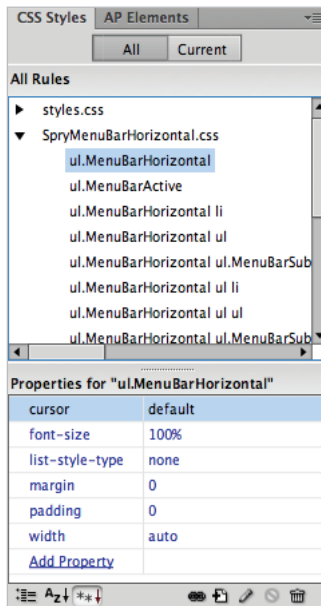 CSS Styles AP Elements
All Current
All Rules
styles.css
SpryMenuBarHorizontal.css
ul.MenuBarHorizontal
ul.MenuBarActive
ul.MenuBarHorizontal li
ul.MenuBarHorizontal ul
ul.MenuBarHorizontal ul.MenuBarSub
ul.MenuBarHorizontal ul li
ul.MenuBarHorizontal ul ul
ul.MenuBarHorizontal ul.MenuBarSub
Properties for "ul.MenuBarHorizontal"
cursor default
font-size 100%
list-style-type none
margin 0
padding 0
width auto
Add Property
AZ↓ **↓